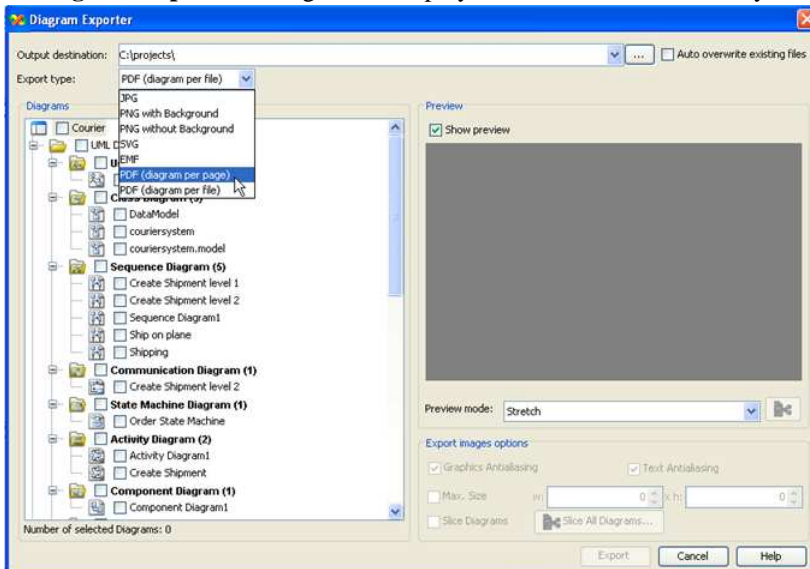 Diagram Exporter
Output destination: C:\projects\ ... Auto overwrite existing files
Export type: PDF (diagram per file)
JPG
PNG with Background
PNG without Background
SVG
EMF
PDF (diagram per page)
PDF (diagram per file)
Diagrams
Courier
UML D
DataModel
couriersystem
couriersystem.model
Sequence Diagram (5)
Create Shipment level 1
Create Shipment level 2
Sequence Diagram1
Ship on plane
Shipping
Communication Diagram (1)
Create Shipment level 2
State Machine Diagram (1)
Order State Machine
Activity Diagram (2)
Activity Diagram1
Create Shipment
Component Diagram (1)
Component Diagram1
Number of selected Diagrams: 0
Preview
Show preview
Preview mode: Stretch
Export images options
Graphics Antialiasing Text Antialiasing
Max. Size w: 0 x h: 0
Slice Diagrams Slice All Diagrams...
Export Cancel Help